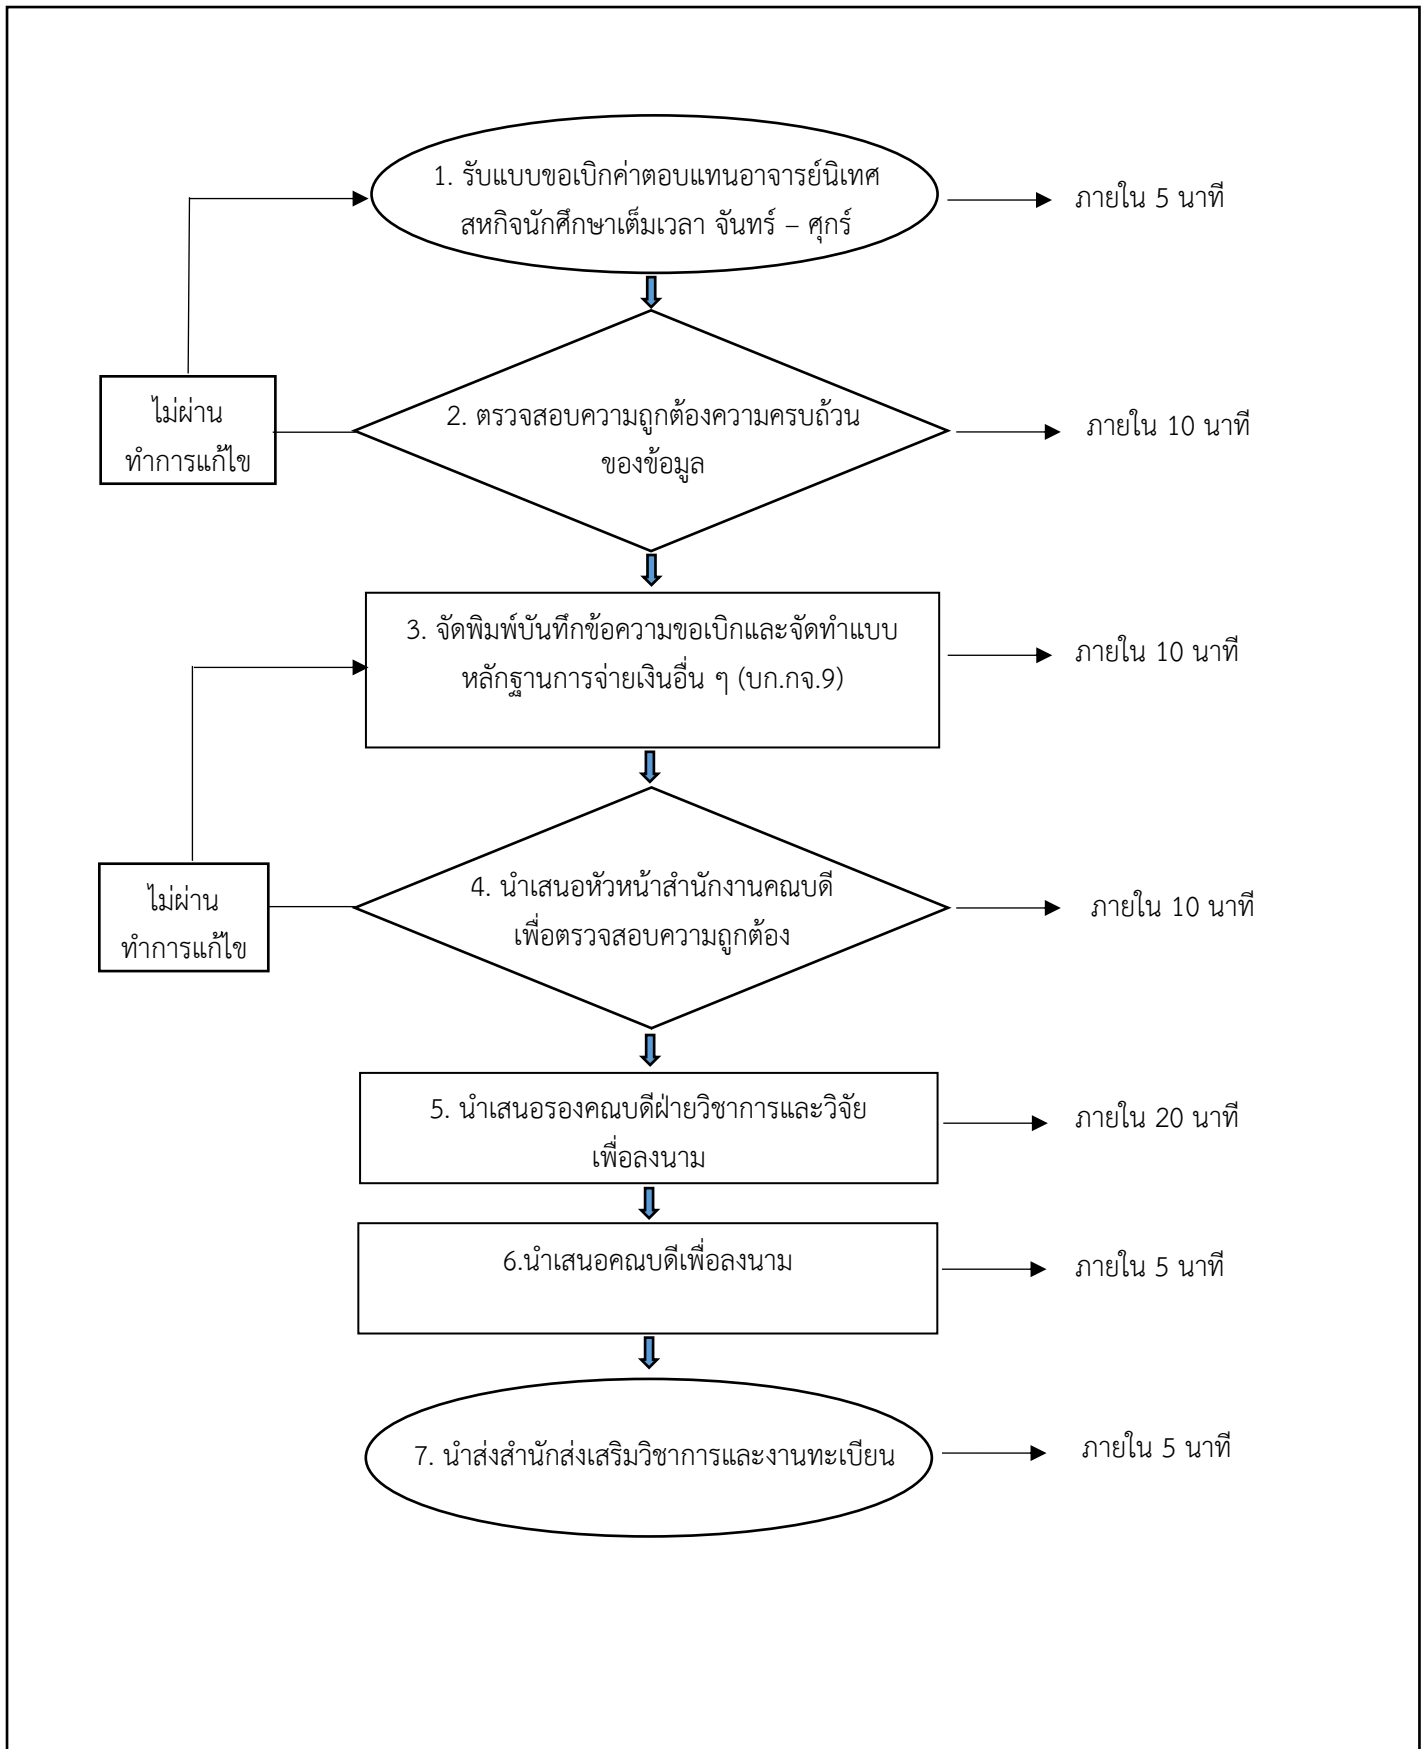 1. รับแบบขอเบิกค่าตอบแทนอาจารย์นิเทศ
สหกิจนักศึกษาเต็มเวลา จันทร์ – ศุกร์
ภายใน 5 นาที
ไม่ผ่าน
ทำการแก้ไข
2. ตรวจสอบความถูกต้องความครบถ้วน
ของข้อมูล
ภายใน 10 นาที
3. จัดพิมพ์บันทึกข้อความขอเบิกและจัดทำแบบ
หลักฐานการจ่ายเงินอื่น ๆ (บก.กจ.9)
ภายใน 10 นาที
ไม่ผ่าน
ทำการแก้ไข
4. นำเสนอหัวหน้าสำนักงานคณบดี
เพื่อตรวจสอบความถูกต้อง
ภายใน 10 นาที
5. นำเสนอรองคณบดีฝ่ายวิชาการและวิจัย
เพื่อลงนาม
ภายใน 20 นาที
6.นำเสนอคณบดีเพื่อลงนาม
ภายใน 5 นาที
7. นำส่งสำนักส่งเสริมวิชาการและงานทะเบียน
ภายใน 5 นาที